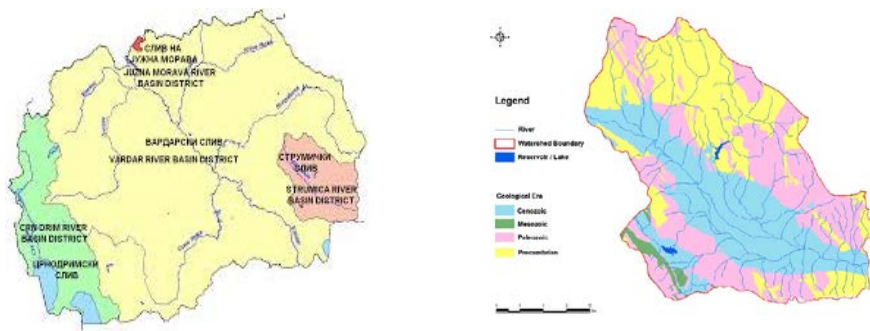 СЛИВ НА
ЈУЖНА МОРАВА
JUZNA MORAVA RIVER
BASIN DISTRICT
ВАРДАРСКИ СЛИВ
VARDAR RIVER BASIN DISTRICT
СТРУМИЧКИ
СЛИВ
STRUMICA RIVER
BASIN DISTRICT
CRN DRIM RIVER
BASIN DISTRICT
ЦРНОДРИМСКИ
СЛИВ
Legend
River
Watershed Boundary
Reservoir / Lake
Geological Era
Cenozoic
Mesozoic
Paleozoic
Precambrian